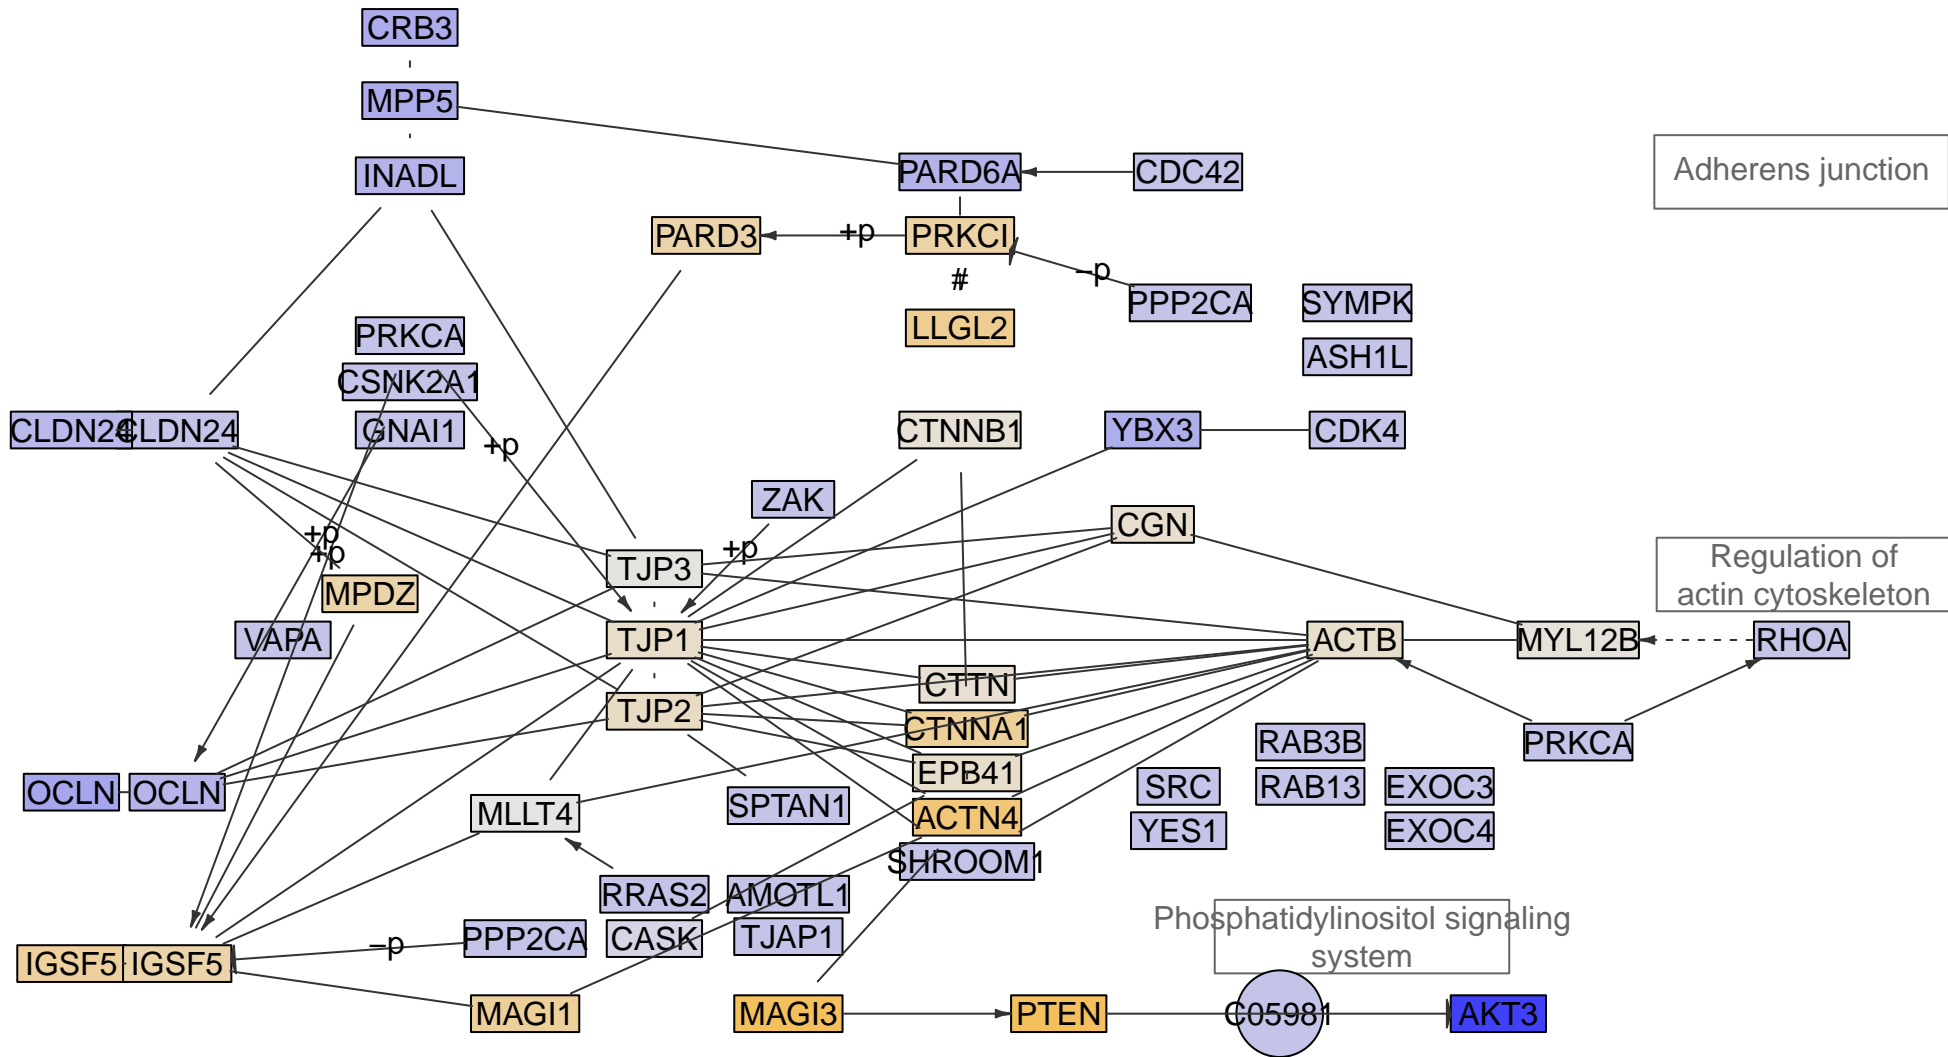 CRB3
MPP5
INADL
PARD6A
CDC42
Adherens junction
PARD3
+p
PRKCI
−p
#
PPP2CA
SYMPK
LLGL2
PRKCA
ASH1L
CSNK2A1
CLDN24
CLDN24
GNAI1
+p
CTNNB1
YBX3
CDK4
ZAK
CGN
+p
+p
+p
TJP3
Regulation of
actin cytoskeleton
MPDZ
VAPA
TJP1
ACTB
MYL12B
RHOA
CTTN
TJP2
CTNNA1
RAB3B
PRKCA
EPB41
OCLN
OCLN
SPTAN1
SRC
RAB13
EXOC3
MLLT4
ACTN4
YES1
EXOC4
SHROOM1
RRAS2
AMOTL1
Phosphatidylinositol signaling
system
PPP2CA
CASK
TJAP1
−p
IGSF5
IGSF5
MAGI1
MAGI3
PTEN
C05981
AKT3